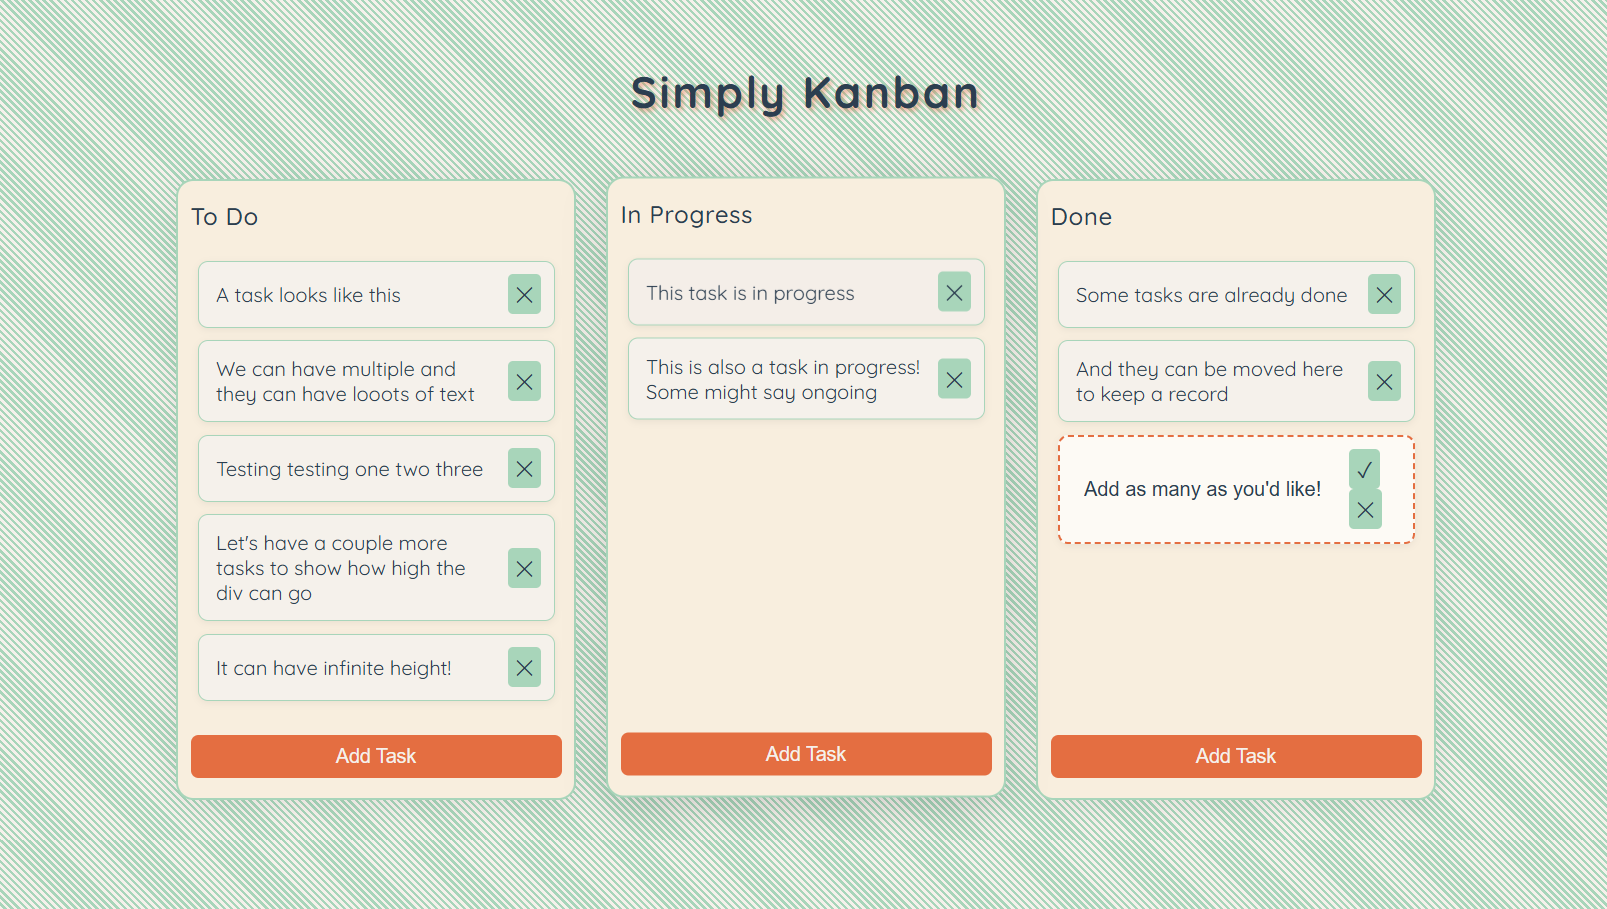 Simply Kanban
To Do
A task looks like this
We can have multiple and
they can have looots of text
Testing testing one two three
Let's have a couple more
tasks to show how high the
div can go
It can have infinite height!
Add Task
In Progress
This task is in progress
This is also a task in progress!
Some might say ongoing
Add Task
Done
Some tasks are already done
And they can be moved here
to keep a record
Add as many as you'd like!
Add Task